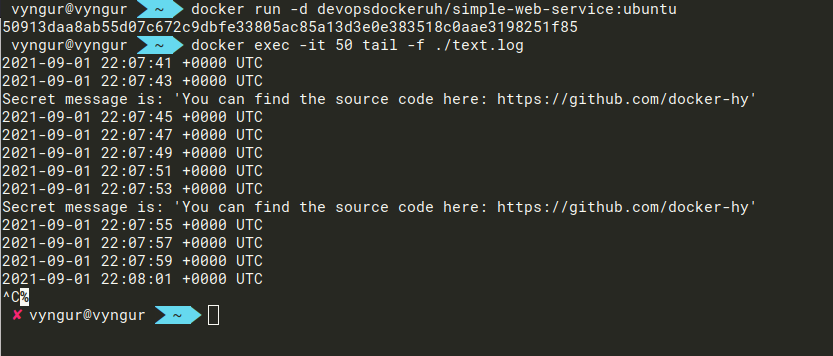 vyngur@vyngur ~ docker run -d devopsdockeruh/simple-web-service:ubuntu
50913daa8ab55d07c672c9dbfe33805ac85a13d3e0e383518c0aae3198251f85
vyngur@vyngur ~ docker exec -it 50 tail -f ./text.log
2021-09-01 22:07:41 +0000 UTC
2021-09-01 22:07:43 +0000 UTC
Secret message is: 'You can find the source code here: https://github.com/docker-hy'
2021-09-01 22:07:45 +0000 UTC
2021-09-01 22:07:47 +0000 UTC
2021-09-01 22:07:49 +0000 UTC
2021-09-01 22:07:51 +0000 UTC
2021-09-01 22:07:53 +0000 UTC
Secret message is: 'You can find the source code here: https://github.com/docker-hy'
2021-09-01 22:07:55 +0000 UTC
2021-09-01 22:07:57 +0000 UTC
2021-09-01 22:07:59 +0000 UTC
2021-09-01 22:08:01 +0000 UTC
^C%
✘ vyngur@vyngur ~